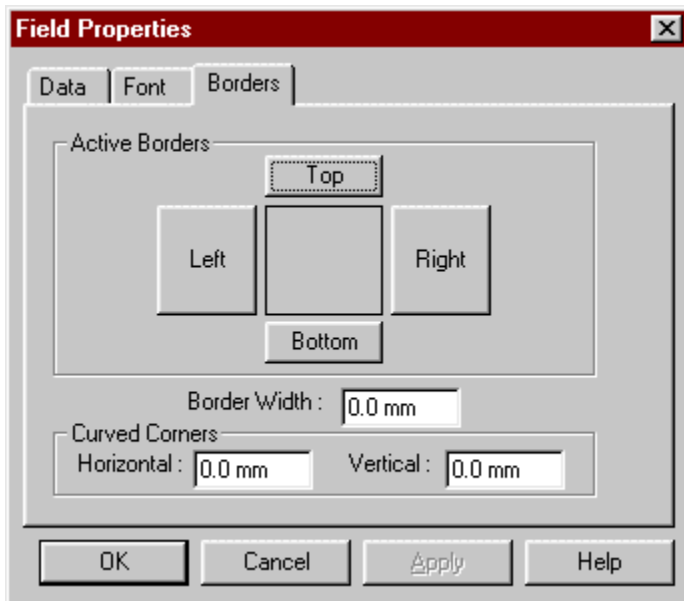 Field Properties
Data Font Borders
Active Borders
Top
Left Right
Bottom
Border Width : 0.0 mm
Curved Corners
Horizontal : 0.0 mm Vertical : 0.0 mm
OK Cancel Apply Help